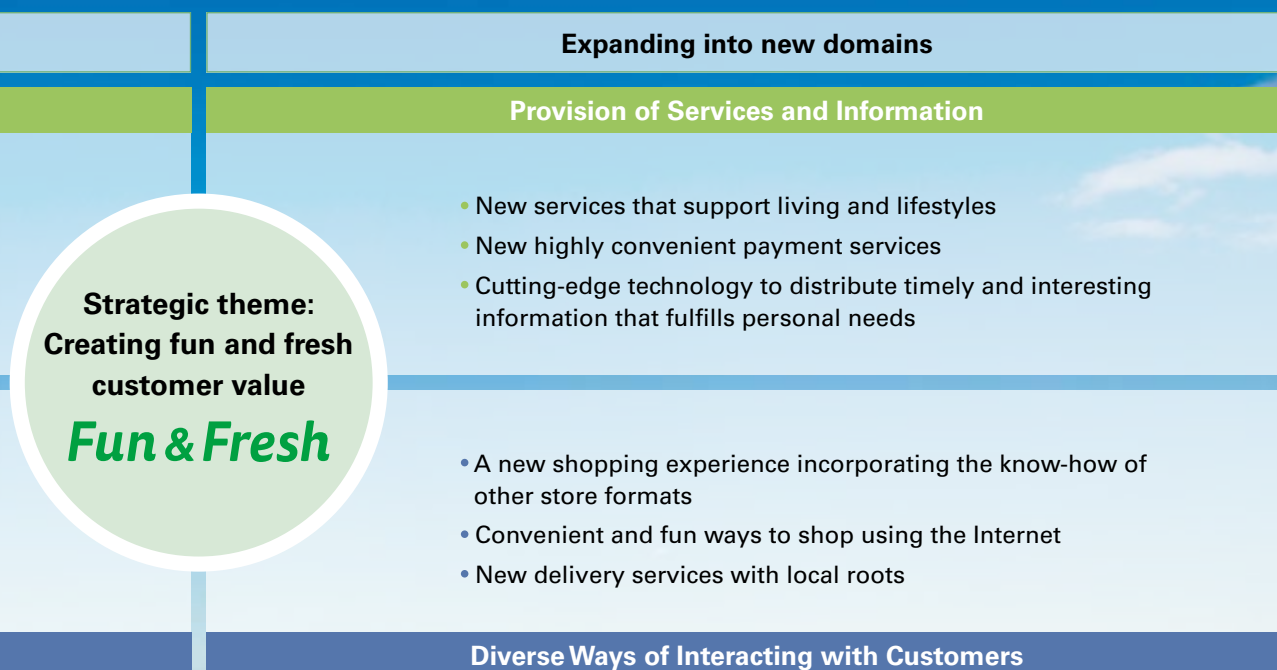 Expanding into new domains
Provision of Services and Information
• New services that support living and lifestyles
• New highly convenient payment services
• Cutting-edge technology to distribute timely and interesting
information that fulfills personal needs
Strategic theme:
Creating fun and fresh
customer value
Fun & Fresh
• A new shopping experience incorporating the know-how of
other store formats
• Convenient and fun ways to shop using the Internet
• New delivery services with local roots
Diverse Ways of Interacting with Customers